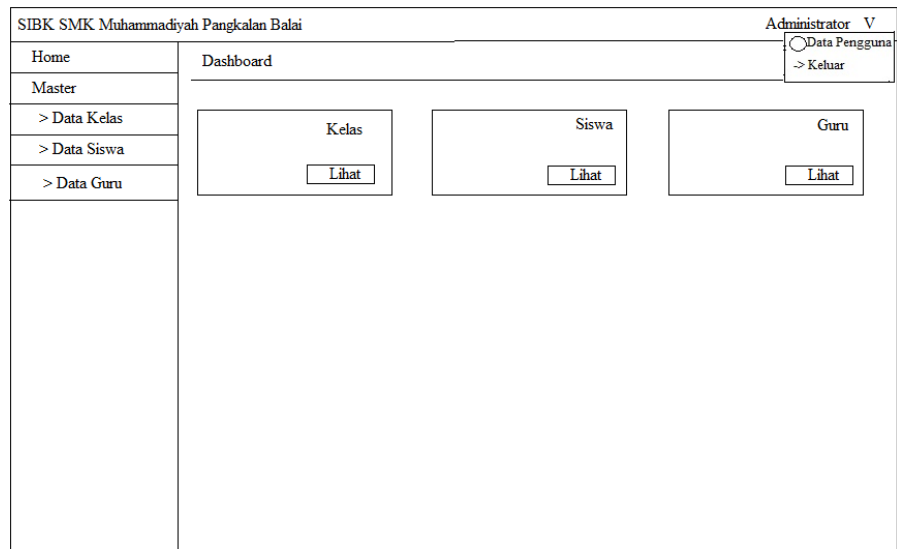 SIBK SMK Muhammadiyah Pangkalan Balai
Administrator V
Data Pengguna
-> Keluar
Home
Master
> Data Kelas
> Data Siswa
> Data Guru
Dashboard
Kelas
Lihat
Siswa
Lihat
Guru
Lihat